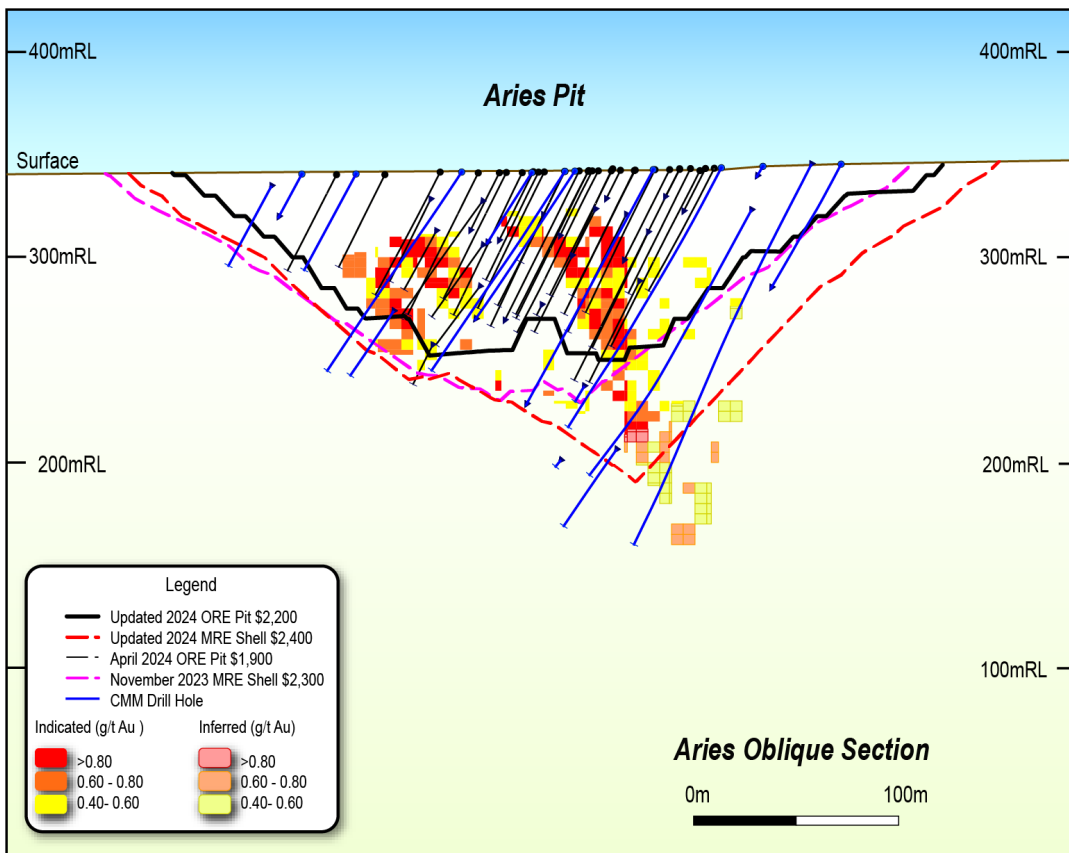 400mRL
400mRL
Aries Pit
Surface
300mRL
300mRL
200mRL
200mRL
100mRL
Legend
Updated 2024 ORE Pit $2,200
Updated 2024 MRE Shell $2,400
April 2024 ORE Pit $1,900
November 2023 MRE Shell $2,300
CMM Drill Hole
Indicated (g/t Au )
Inferred (g/t Au)
>0.80
>0.80
0.60 - 0.80
0.60 - 0.80
0.40- 0.60
0.40- 0.60
Aries Oblique Section
0m
100m